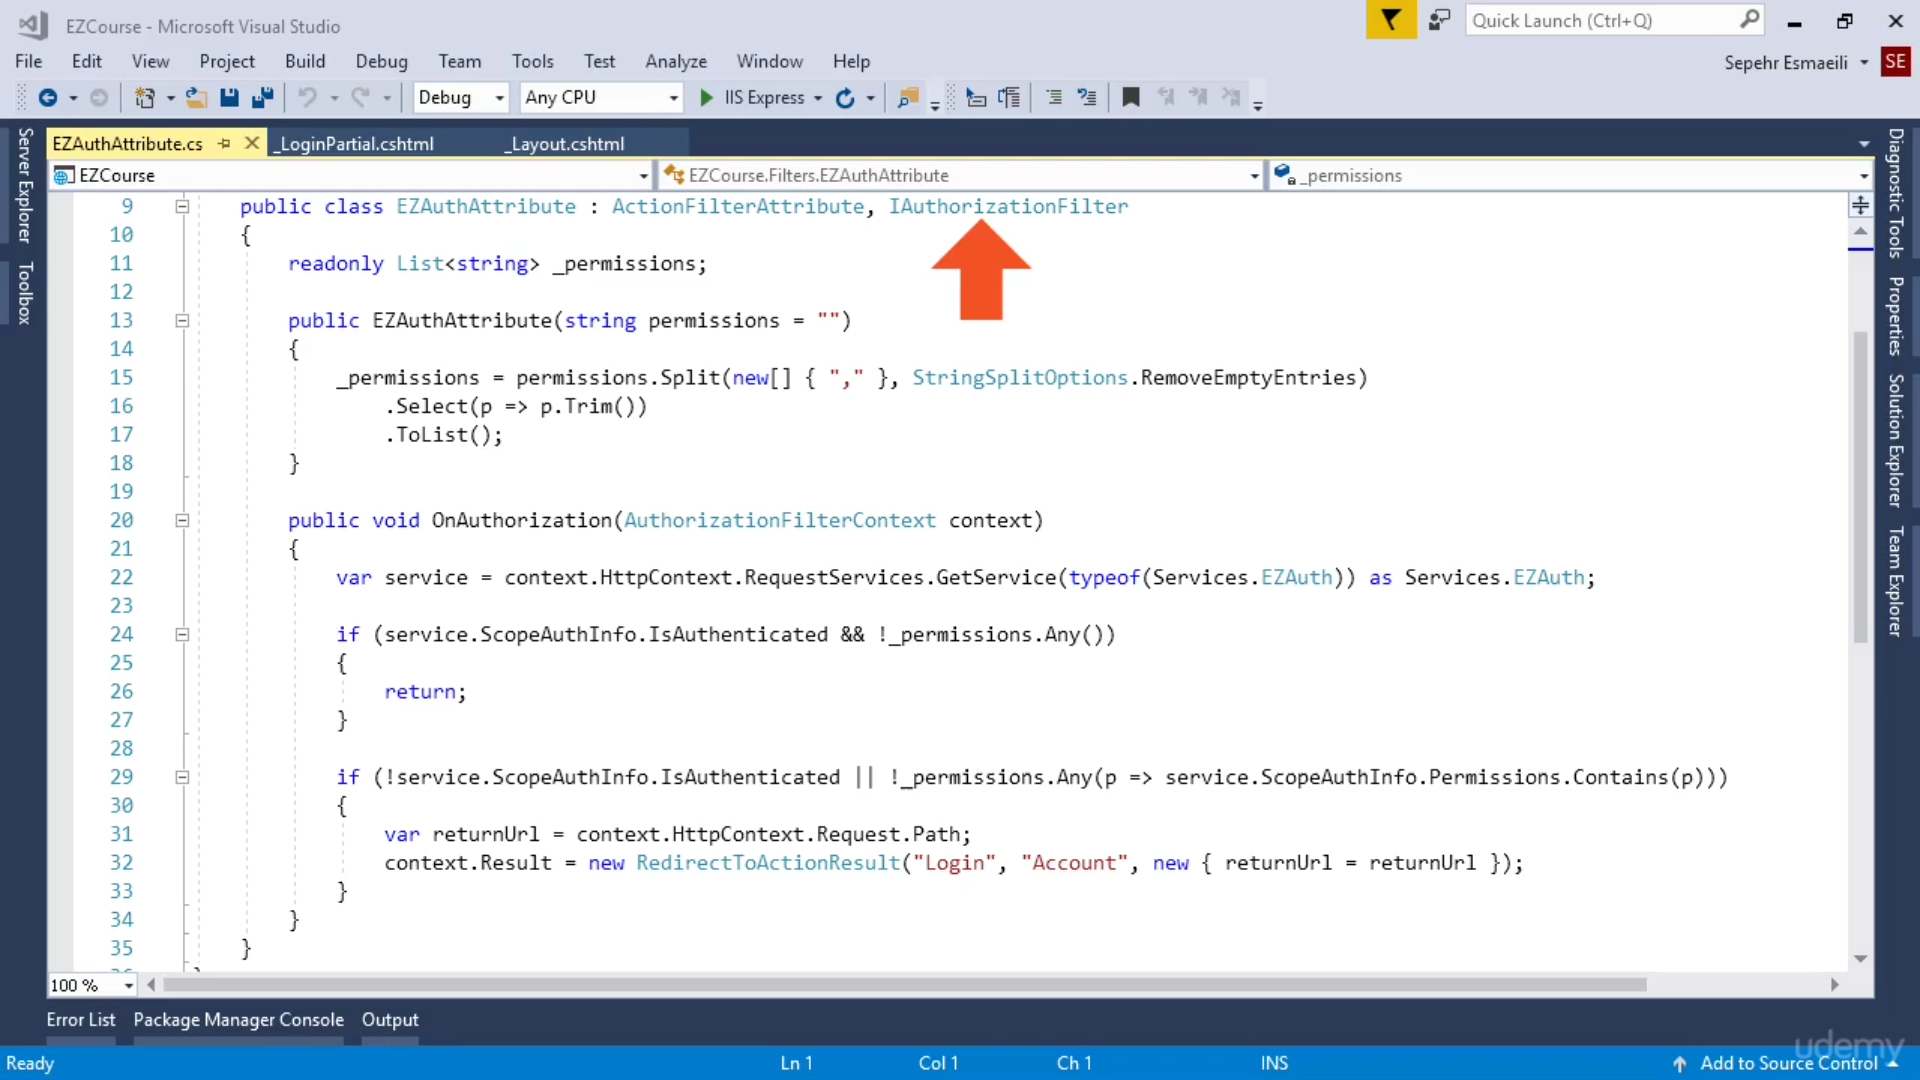 EZCourse - Microsoft Visual Studio
Quick Launch (Ctrl+Q)
File Edit View Project Build Debug Team Tools Test Analyze Window Help
Sepehr Esmaeili SE
Debug Any CPU IIS Express
Server Explorer
Toolbox
EZAuthAttribute.cs _LoginPartial.cshtml _Layout.cshtml
EZCourse EZCourse.Filters.EZAuthAttribute _permissions
9 public class EZAuthAttribute : ActionFilterAttribute, IAuthorizationFilter
10 {
11 readonly List<string> _permissions;
12
13 public EZAuthAttribute(string permissions = "")
14 {
15 _permissions = permissions.Split(new[] { "," }, StringSplitOptions.RemoveEmptyEntries)
16 .Select(p => p.Trim())
17 .ToList();
18 }
19
20 public void OnAuthorization(AuthorizationFilterContext context)
21 {
22 var service = context.HttpContext.RequestServices.GetService(typeof(Services.EZAuth)) as Services.EZAuth;
23
24 if (service.ScopeAuthInfo.IsAuthenticated && !_permissions.Any())
25 {
26 return;
27 }
28
29 if (!service.ScopeAuthInfo.IsAuthenticated || !_permissions.Any(p => service.ScopeAuthInfo.Permissions.Contains(p)))
30 {
31 var returnUrl = context.HttpContext.Request.Path;
32 context.Result = new RedirectToActionResult("Login", "Account", new { returnUrl = returnUrl });
33 }
34 }
35 }
Diagnostic Tools
Properties
Solution Explorer
Team Explorer
100 %
Error List Package Manager Console Output
udemy
Ready Ln 1 Col 1 Ch 1 INS Add to Source Control